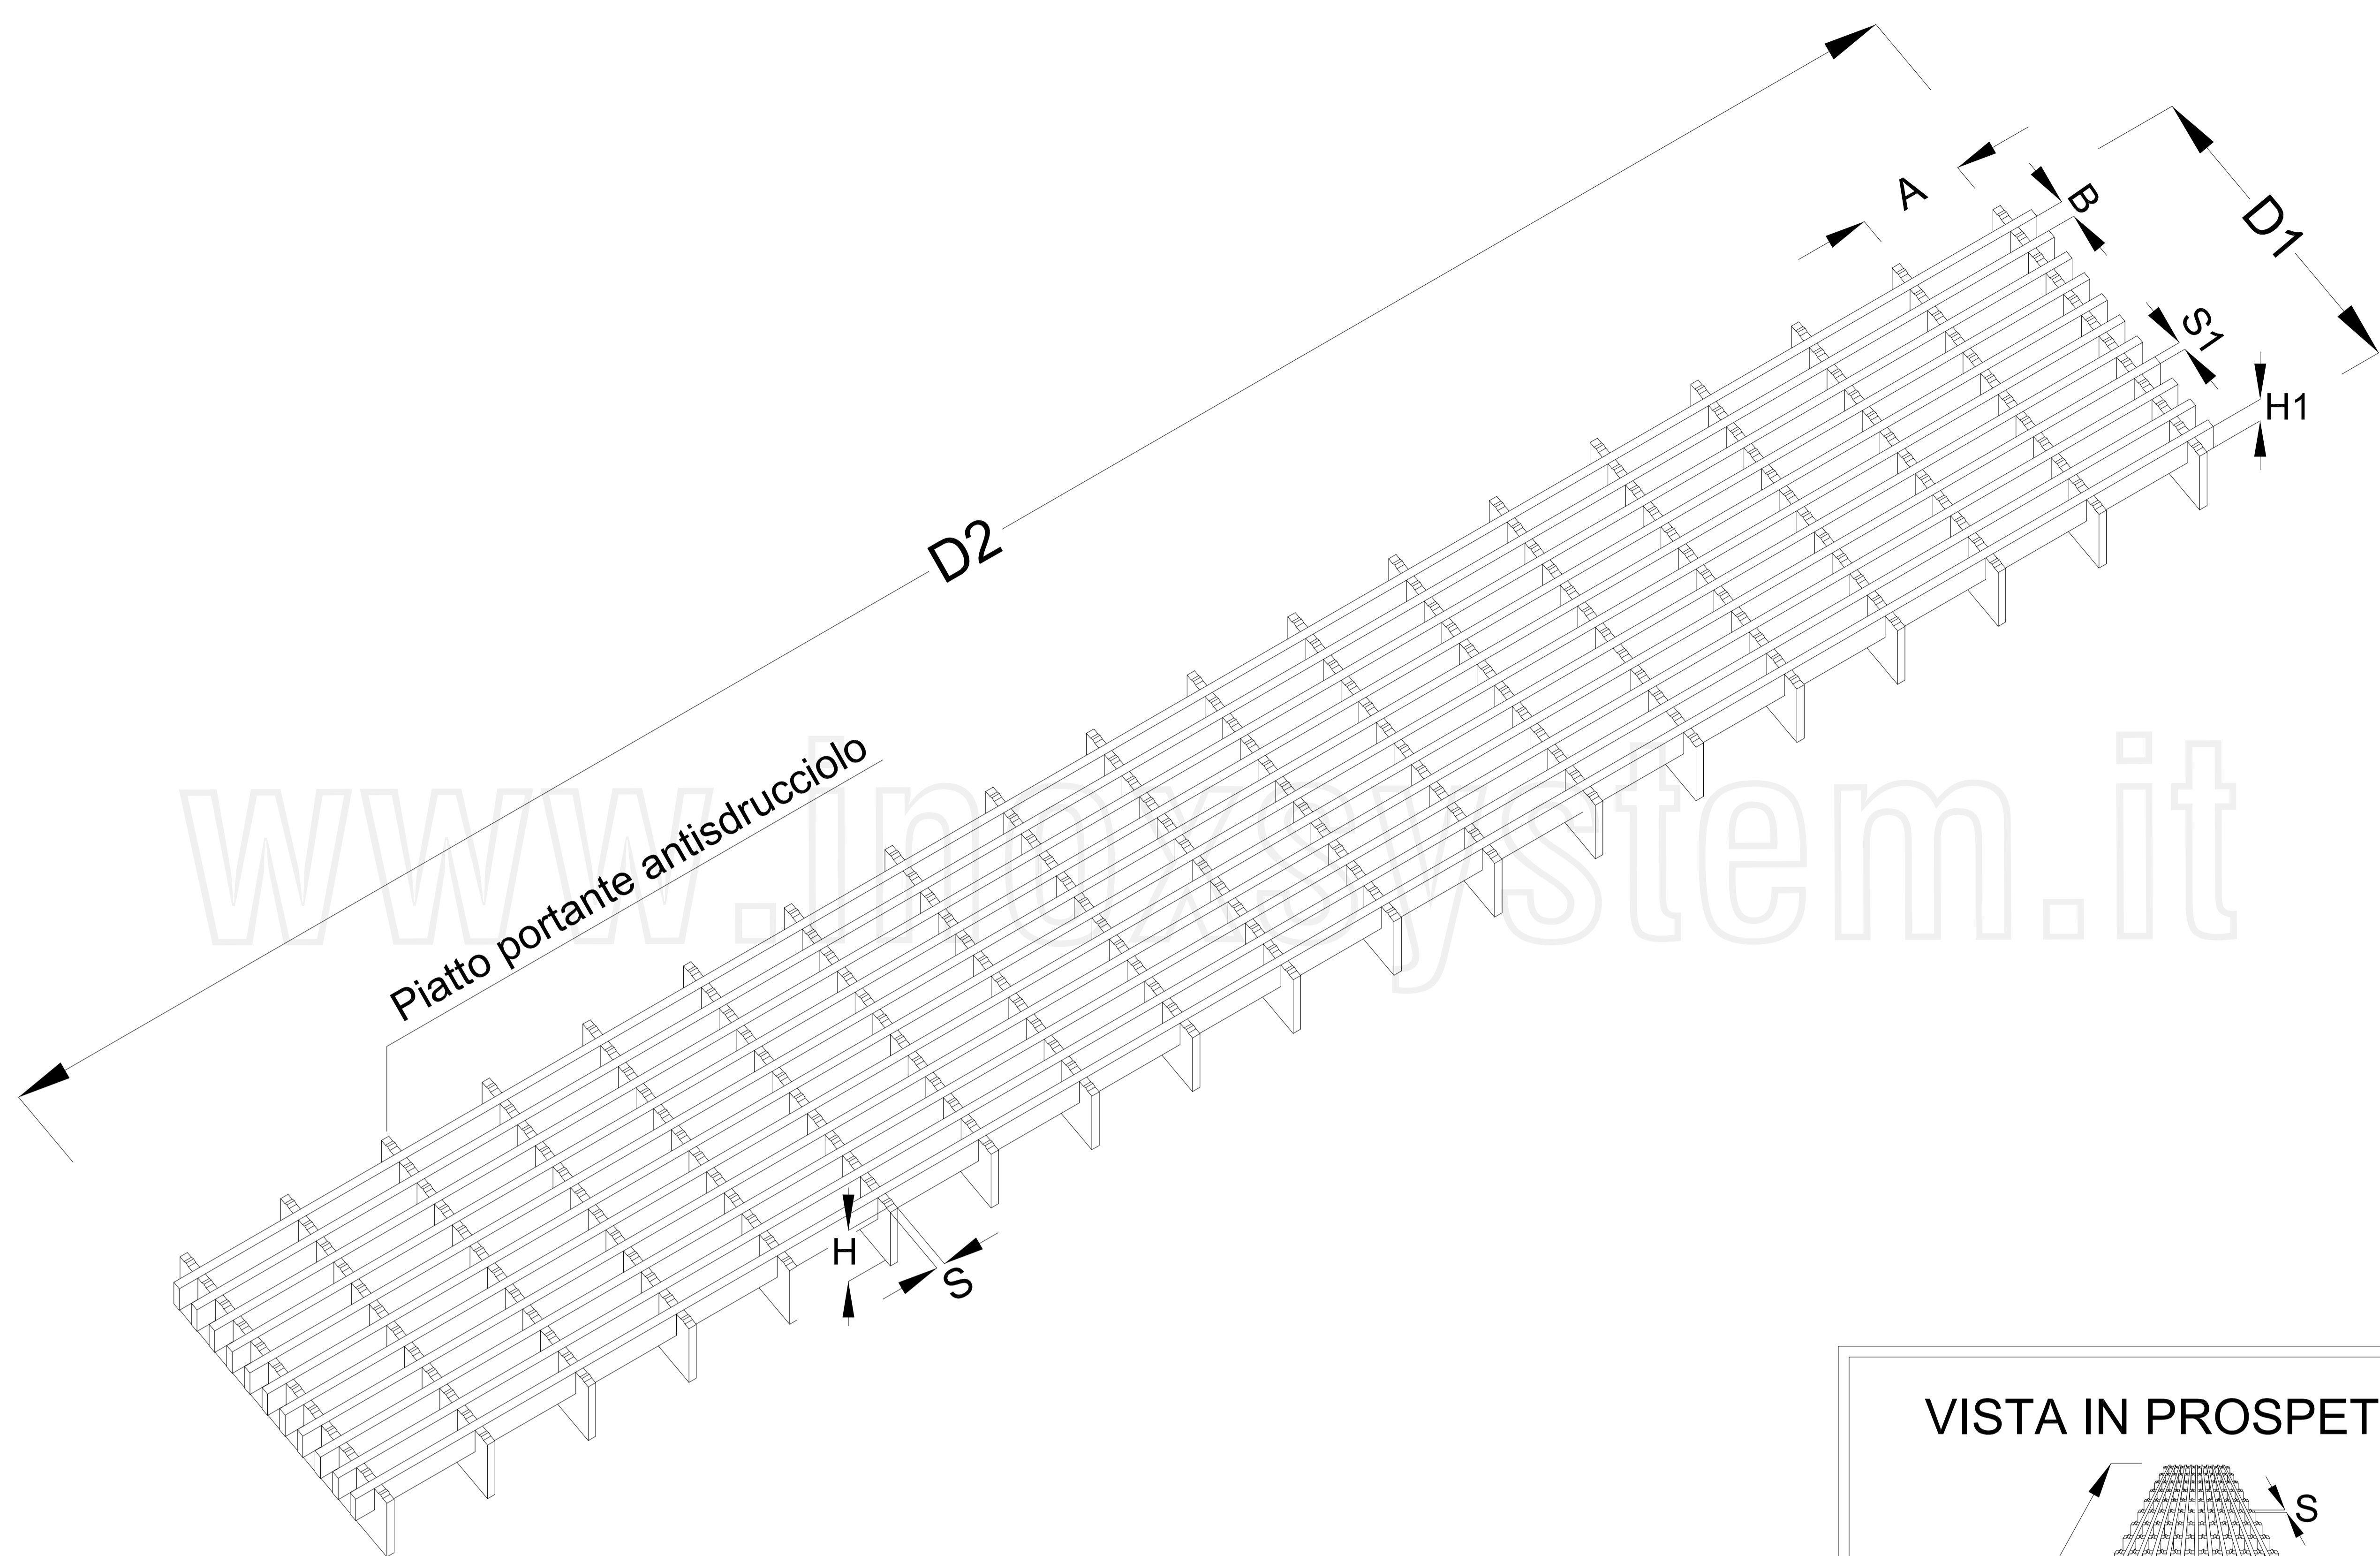 A
B
D1
S1
H1
D2
Piatto portante antisdrucciolo
www.inoxsystem.it
H
S
VISTA IN PROSPET
S